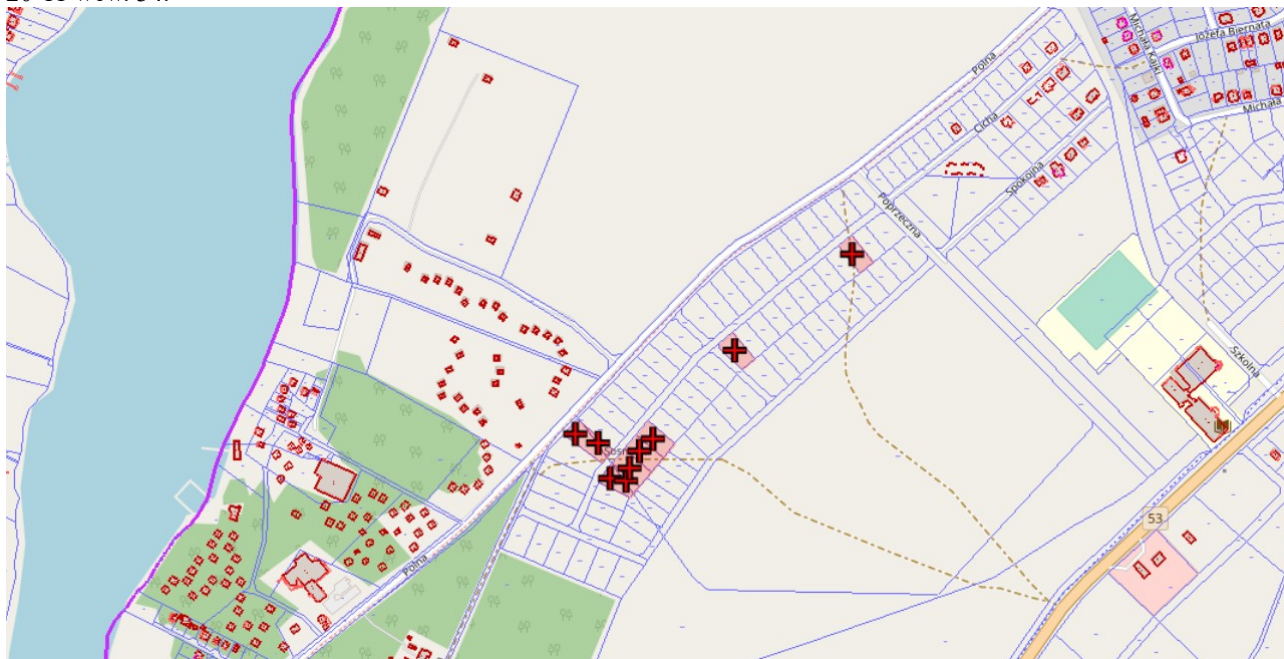 Polna
Michała Kajki
Józefa Biernata
Michała
Cicha
Spokojna
Poprzeczna
Szkolna
53
Polna